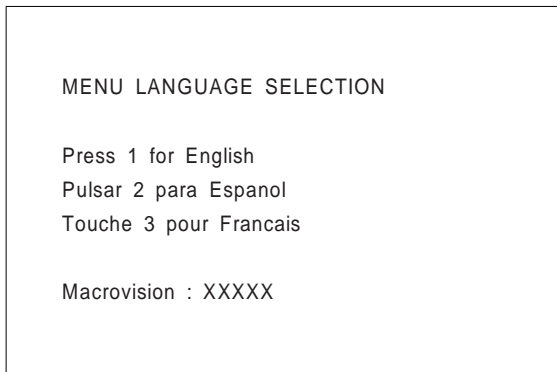 MENU LANGUAGE SELECTION
Press 1 for English
Pulsar 2 para Espanol
Touche 3 pour Francais
Macrovision : XXXXX